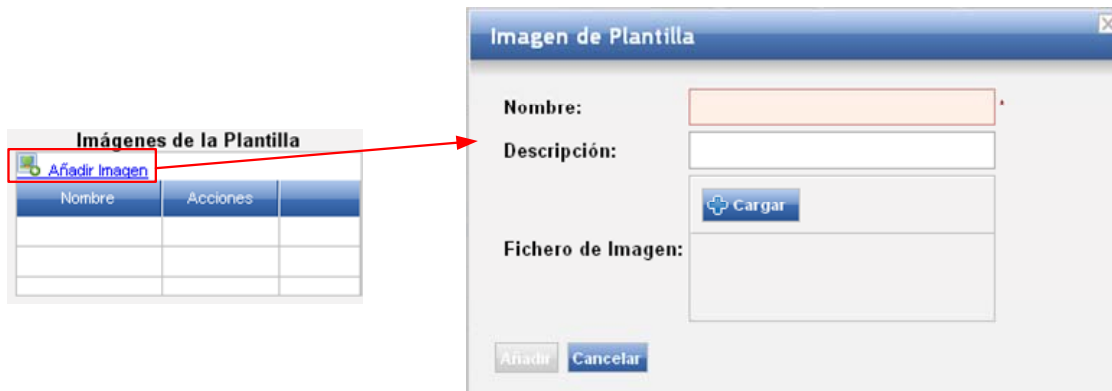 Imágenes de la Plantilla
Añadir Imagen
Nombre Acciones
Imagen de Plantilla
Nombre: *
Descripción:
Cargar
Fichero de Imagen:
Añadir Cancelar